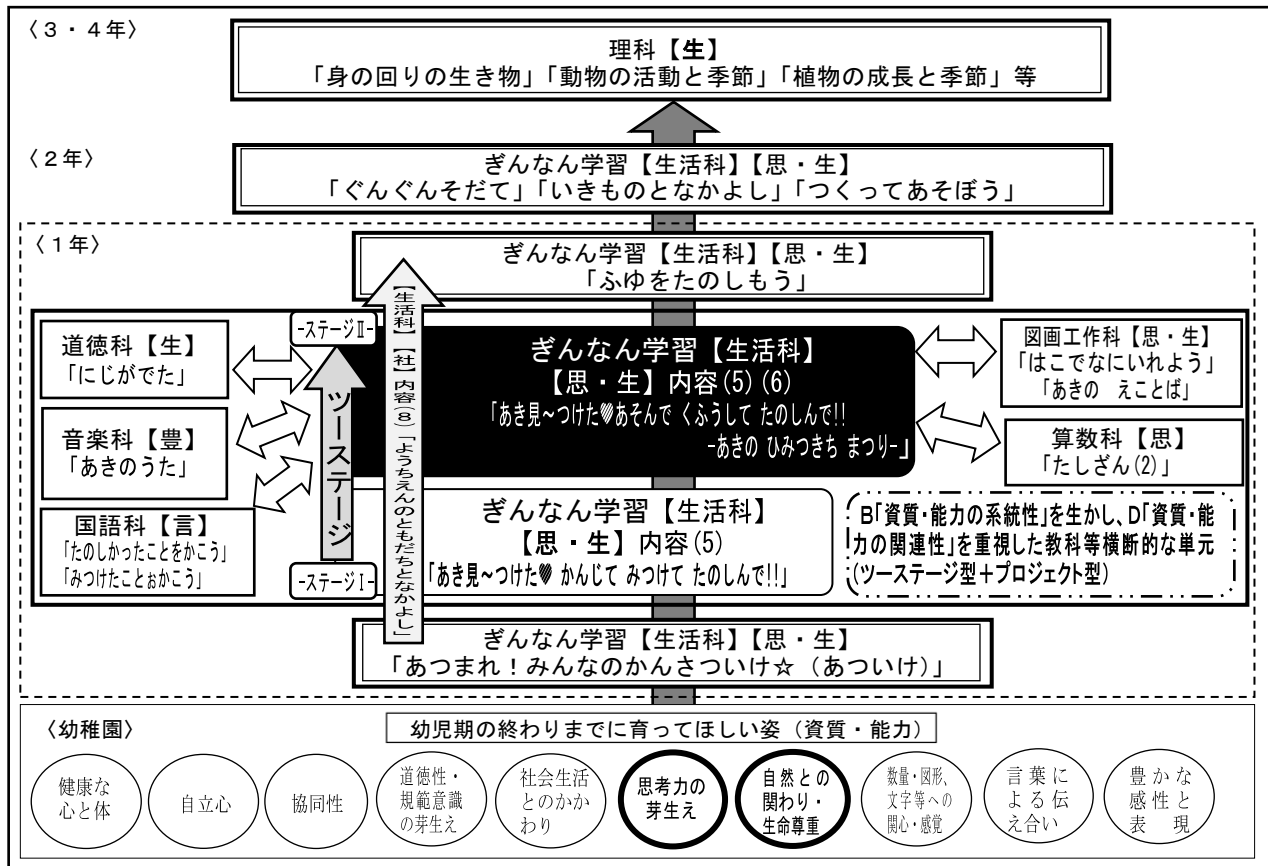 〈３・４年〉
理科【生】
「身の回りの生き物」「動物の活動と季節」「植物の成長と季節」等
〈２年〉
ぎんなん学習【生活科】【思・生】
「ぐんぐんそだて」「いきものとなかよし」「つくってあそぼう」
〈１年〉
ぎんなん学習【生活科】【思・生】
「ふゆをたのしもう」
道徳科【生】
「にじがでた」
音楽科【豊】
「あきのうた」
国語科【言】
「たのしかったことをかこう」
「みつけたことぉかこう」
-ステージⅡ-
ツーステージ
-ステージⅠ-
【生活科】【社】内容(８)「ようちえんのともだちとなかよし」
ぎんなん学習【生活科】
【思・生】内容(5)(6)
「あき見～つけた♥あそんで くふうして たのしんで!!
-あきの ひみつきち まつり-」
ぎんなん学習【生活科】
【思・生】内容(5)
「あき見～つけた♥ かんじて みつけて たのしんで!!」
図画工作科【思・生】
「はこでなにいれよう」
「あきの えことば」
算数科【思】
「たしざん(2)」
B「資質・能力の系統性」を生かし、D「資質・能
力の関連性」を重視した教科等横断的な単元
(ツーステージ型＋プロジェクト型)
ぎんなん学習【生活科】【思・生】
「あつまれ！みんなのかんさついけ☆（あついけ）」
〈幼稚園〉
幼児期の終わりまでに育ってほしい姿（資質・能力）
健康な
心と体
自立心
協同性
道徳性・
規範意識
の芽生え
社会生活
とのかか
わり
思考力の
芽生え
自然との
関わり・
生命尊重
数量・図形、
文字等への
関心・感覚
言葉に
よる伝
え合い
豊かな
感性と
表現